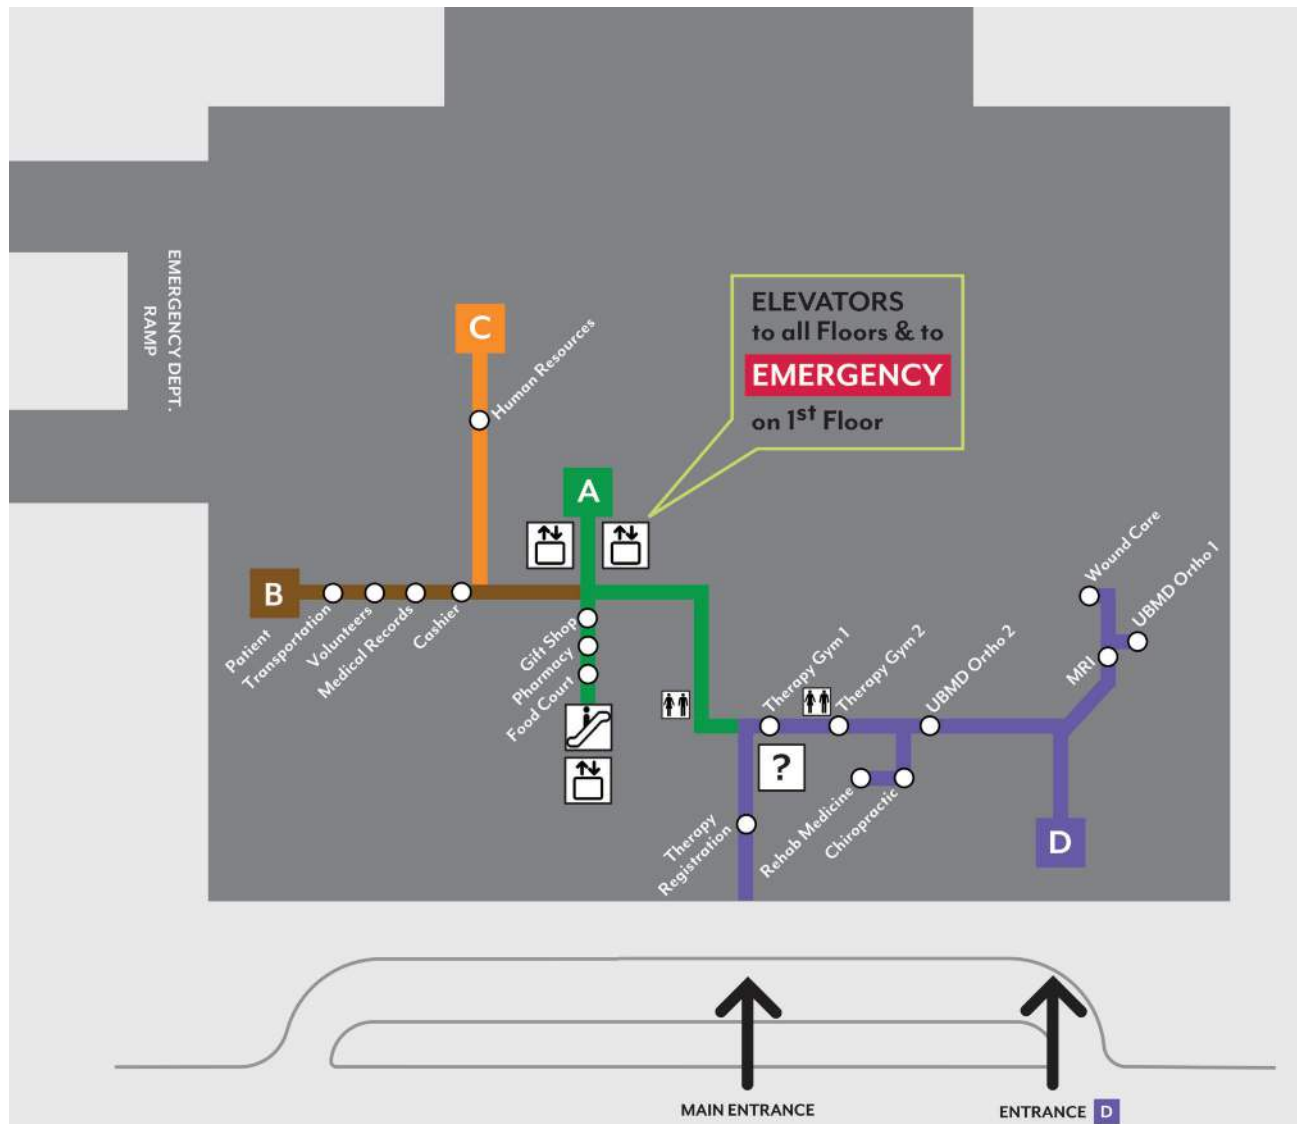 EMERGENCY DEPT.
RAMP
ELEVATORS
to all Floors & to
EMERGENCY
on 1st Floor
C
Human Resources
A
B
Patient
Transportation
Volunteers
Medical Records
Cashier
Gift Shop
Pharmacy
Food Court
Therapy Gym 1
Therapy Gym 2
UBMD Ortho 2
MRI
Wound Care
UBMD Ortho 1
?
Therapy
Registration
Rehab Medicine
Chiropractic
D
MAIN ENTRANCE
ENTRANCE D